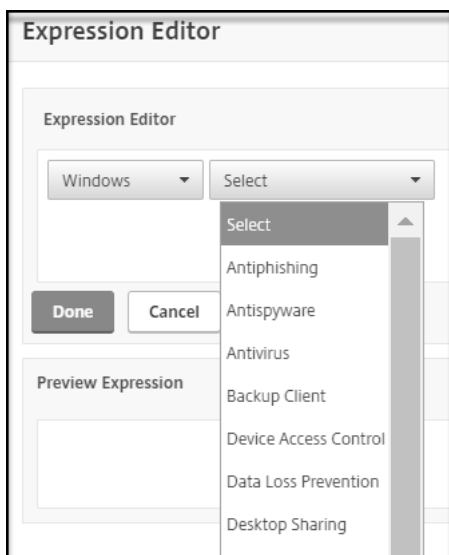 Expression Editor
Expression Editor
Windows
Select
Select
Antiphishing
Done
Cancel
Antispyware
Antivirus
Preview Expression
Backup Client
Device Access Control
Data Loss Prevention
Desktop Sharing